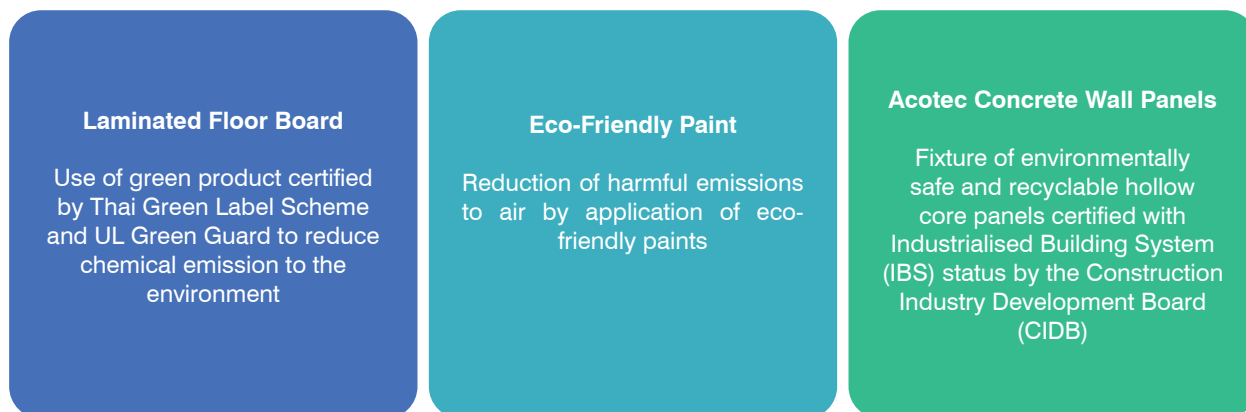 Laminated Floor Board
Use of green product certified
by Thai Green Label Scheme
and UL Green Guard to reduce
chemical emission to the
environment
Eco-Friendly Paint
Reduction of harmful emissions
to air by application of eco-
friendly paints
Acotec Concrete Wall Panels
Fixture of environmentally
safe and recyclable hollow
core panels certified with
Industrialised Building System
(IBS) status by the Construction
Industry Development Board
(CIDB)